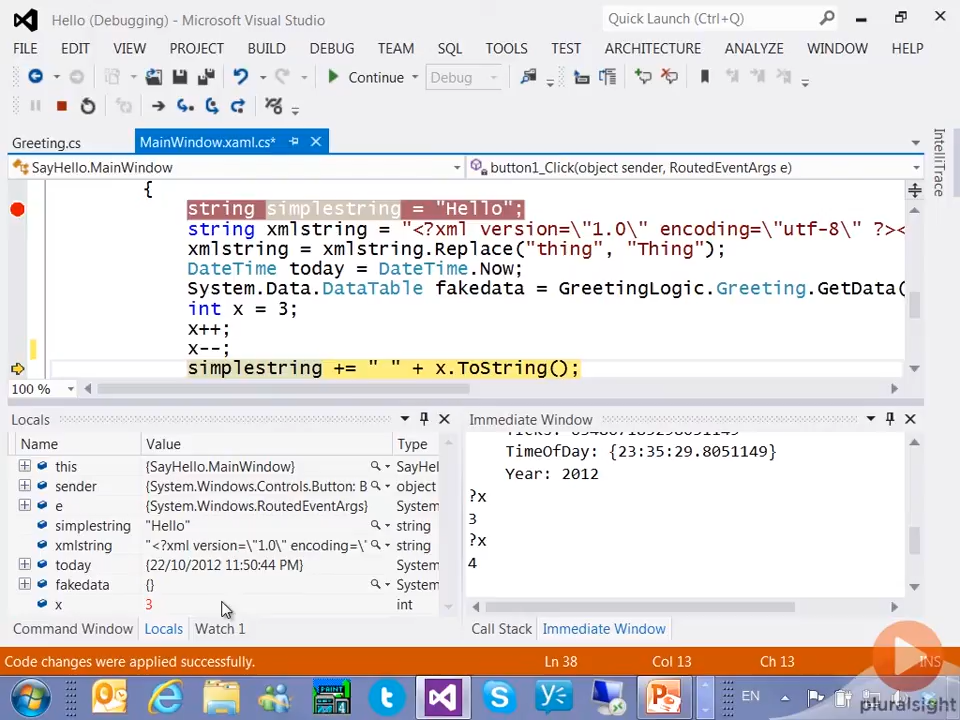 Hello (Debugging) - Microsoft Visual Studio
Quick Launch (Ctrl+Q)
FILE EDIT VIEW PROJECT BUILD DEBUG TEAM SQL TOOLS TEST ARCHITECTURE ANALYZE WINDOW HELP
Continue Debug
Greeting.cs MainWindow.xaml.cs*
IntelliTrace
SayHello.MainWindow button1_Click(object sender, RoutedEventArgs e)
{
string simplestring = "Hello";
string xmlstring = "<?xml version=\"1.0\" encoding=\"utf-8\" ?><
xmlstring = xmlstring.Replace("thing", "Thing");
DateTime today = DateTime.Now;
System.Data.DataTable fakedata = GreetingLogic.Greeting.GetData(
int x = 3;
x++;
x--;
simplestring += " " + x.ToString();
100 %
Locals
Name Value Type
this {SayHello.MainWindow} SayHel
sender {System.Windows.Controls.Button: B object
e {System.Windows.RoutedEventArgs} System
simplestring "Hello" string
xmlstring "<?xml version=\"1.0\" encoding=\" string
today {22/10/2012 11:50:44 PM} System
fakedata {} System
x 3 int
Command Window Locals Watch 1
Immediate Window
TimeOfDay: {23:35:29.8051149}
Year: 2012
?x
3
?x
4
Call Stack Immediate Window
Code changes were applied successfully. Ln 38 Col 13 Ch 13 INS
PAINT 4 EN
pluralsight